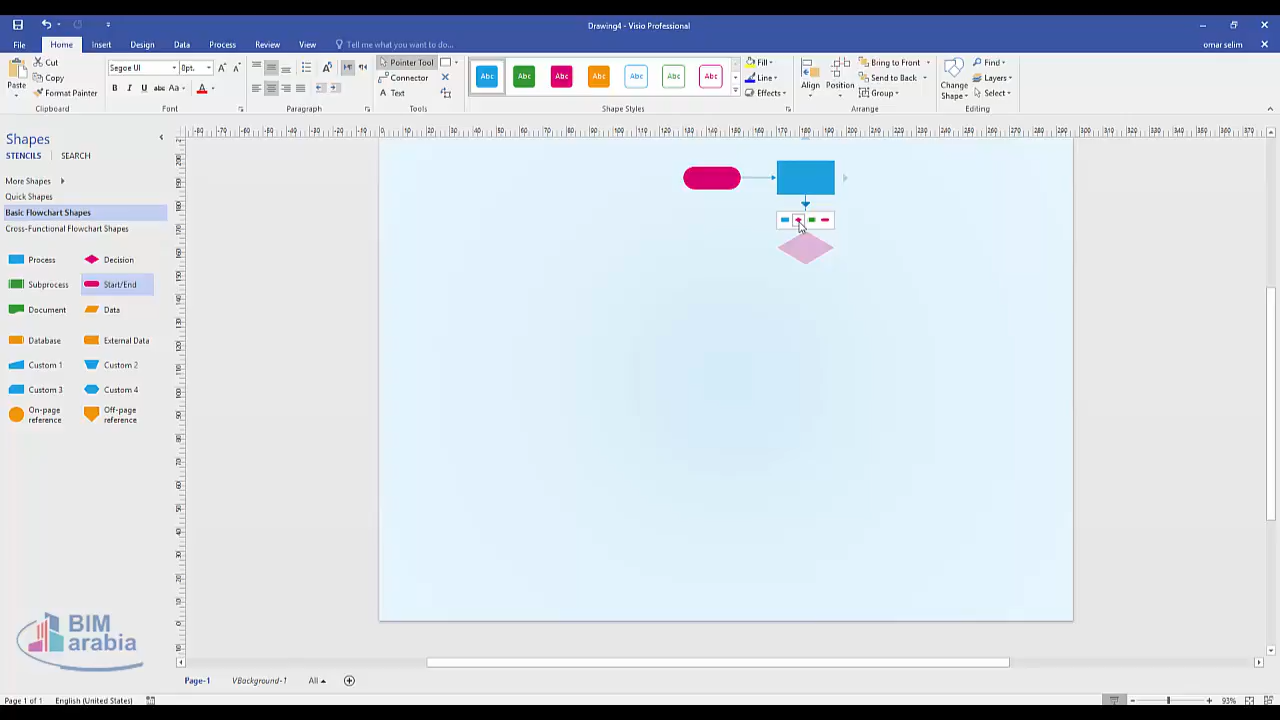 Drawing4 - Visio Professional
File Home Insert Design Data Process Review View Tell me what you want to do... omar selim
Paste Cut Copy Format Painter
Segoe UI 8pt.
Pointer Tool Connector Text
Abc Abc Abc Abc Abc Abc Abc
Fill Line Effects
Align Position
Bring to Front Send to Back Group
Change Shape
Find Layers Select
Clipboard Font Paragraph Tools Shape Styles Arrange Editing
Shapes
STENCILS SEARCH
More Shapes
Quick Shapes
Basic Flowchart Shapes
Cross-Functional Flowchart Shapes
Process Decision
Subprocess Start/End
Document Data
Database External Data
Custom 1 Custom 2
Custom 3 Custom 4
On-page reference Off-page reference
BIM
arabia
Page-1 VBackground-1 All
Page 1 of 1 English (United States) 93%